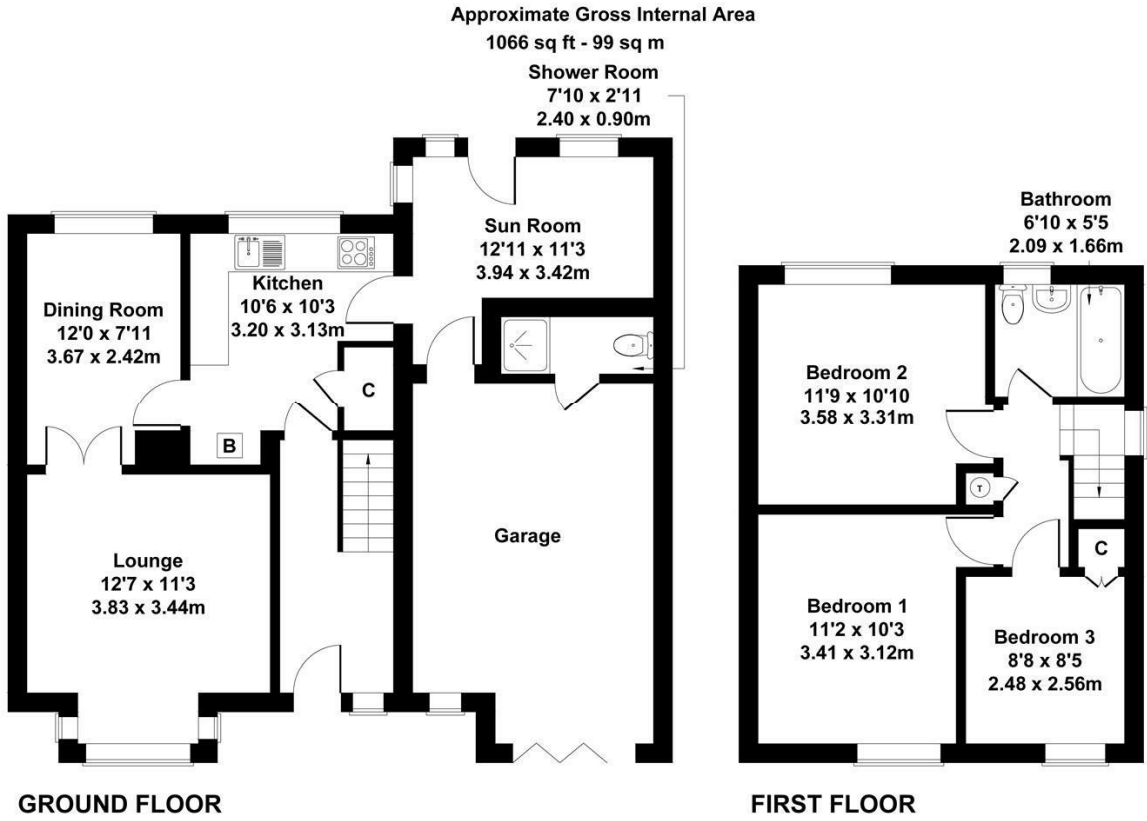 Approximate Gross Internal Area
1066 sq ft - 99 sq m
Shower Room
7'10 x 2'11
2.40 x 0.90m
Sun Room
12'11 x 11'3
3.94 x 3.42m
Kitchen
10'6 x 10'3
3.20 x 3.13m
Dining Room
12'0 x 7'11
3.67 x 2.42m
C
B
Garage
Lounge
12'7 x 11'3
3.83 x 3.44m
GROUND FLOOR
Bathroom
6'10 x 5'5
2.09 x 1.66m
Bedroom 2
11'9 x 10'10
3.58 x 3.31m
T
C
Bedroom 1
11'2 x 10'3
3.41 x 3.12m
Bedroom 3
8'8 x 8'5
2.48 x 2.56m
FIRST FLOOR